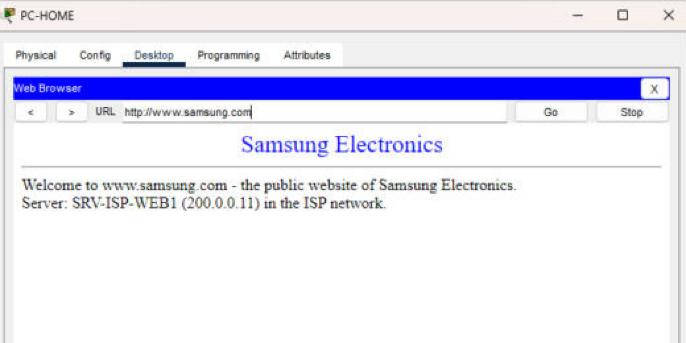 PC-HOME
Physical Config Desktop Programming Attributes
Web Browser X
< > URL http://www.samsung.com Go Stop
Samsung Electronics
Welcome to www.samsung.com - the public website of Samsung Electronics.
Server: SRV-ISP-WEB1 (200.0.0.11) in the ISP network.